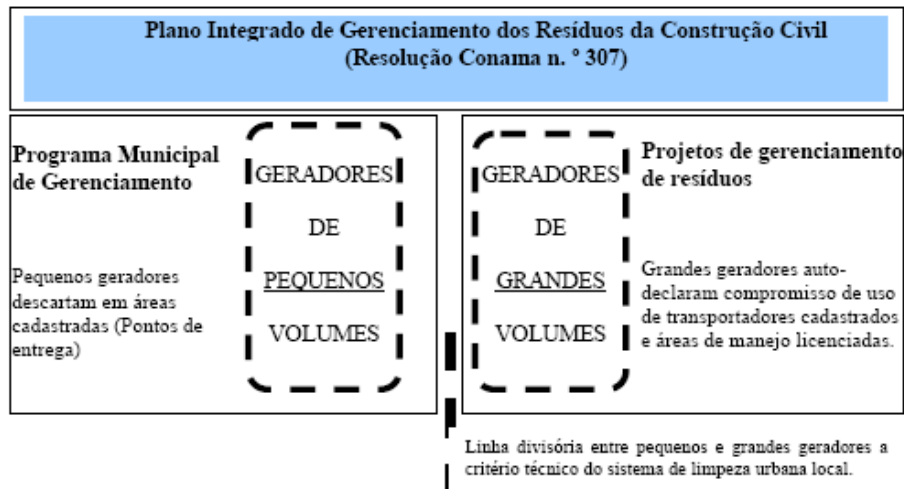 Plano Integrado de Gerenciamento dos Resíduos da Construção Civil
(Resolução Conama n. º 307)
Programa Municipal
de Gerenciamento
Pequenos geradores
descartam em áreas
cadastradas (Pontos de
entrega)
GERADORES
DE
PEQUENOS
VOLUMES
GERADORES
DE
GRANDES
VOLUMES
Projetos de gerenciamento
de resíduos
Grandes geradores auto-
declaram compromisso de uso
de transportadores cadastrados
e áreas de manejo licenciadas.
Linha divisória entre pequenos e grandes geradores a
critério técnico do sistema de limpeza urbana local.